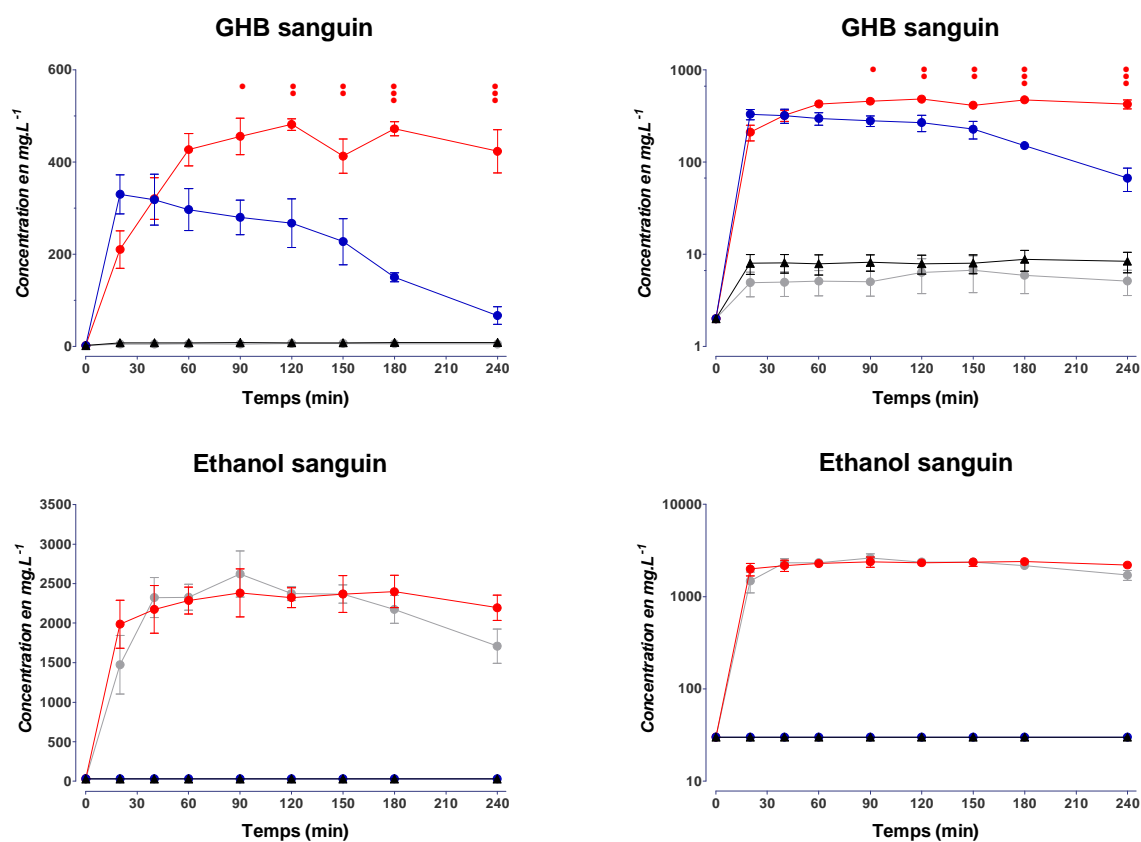 GHB sanguin
Concentration en mg.L-1
600
400
200
0
0 30 60 90 120 150 180 210 240
Temps (min)
GHB sanguin
Concentration en mg.L-1
1000
100
10
1
0 30 60 90 120 150 180 210 240
Temps (min)
Ethanol sanguin
Concentration en mg.L-1
3500
3000
2500
2000
1500
1000
500
0
0 30 60 90 120 150 180 210 240
Temps (min)
Ethanol sanguin
Concentration en mg.L-1
10000
1000
100
10
0 30 60 90 120 150 180 210 240
Temps (min)